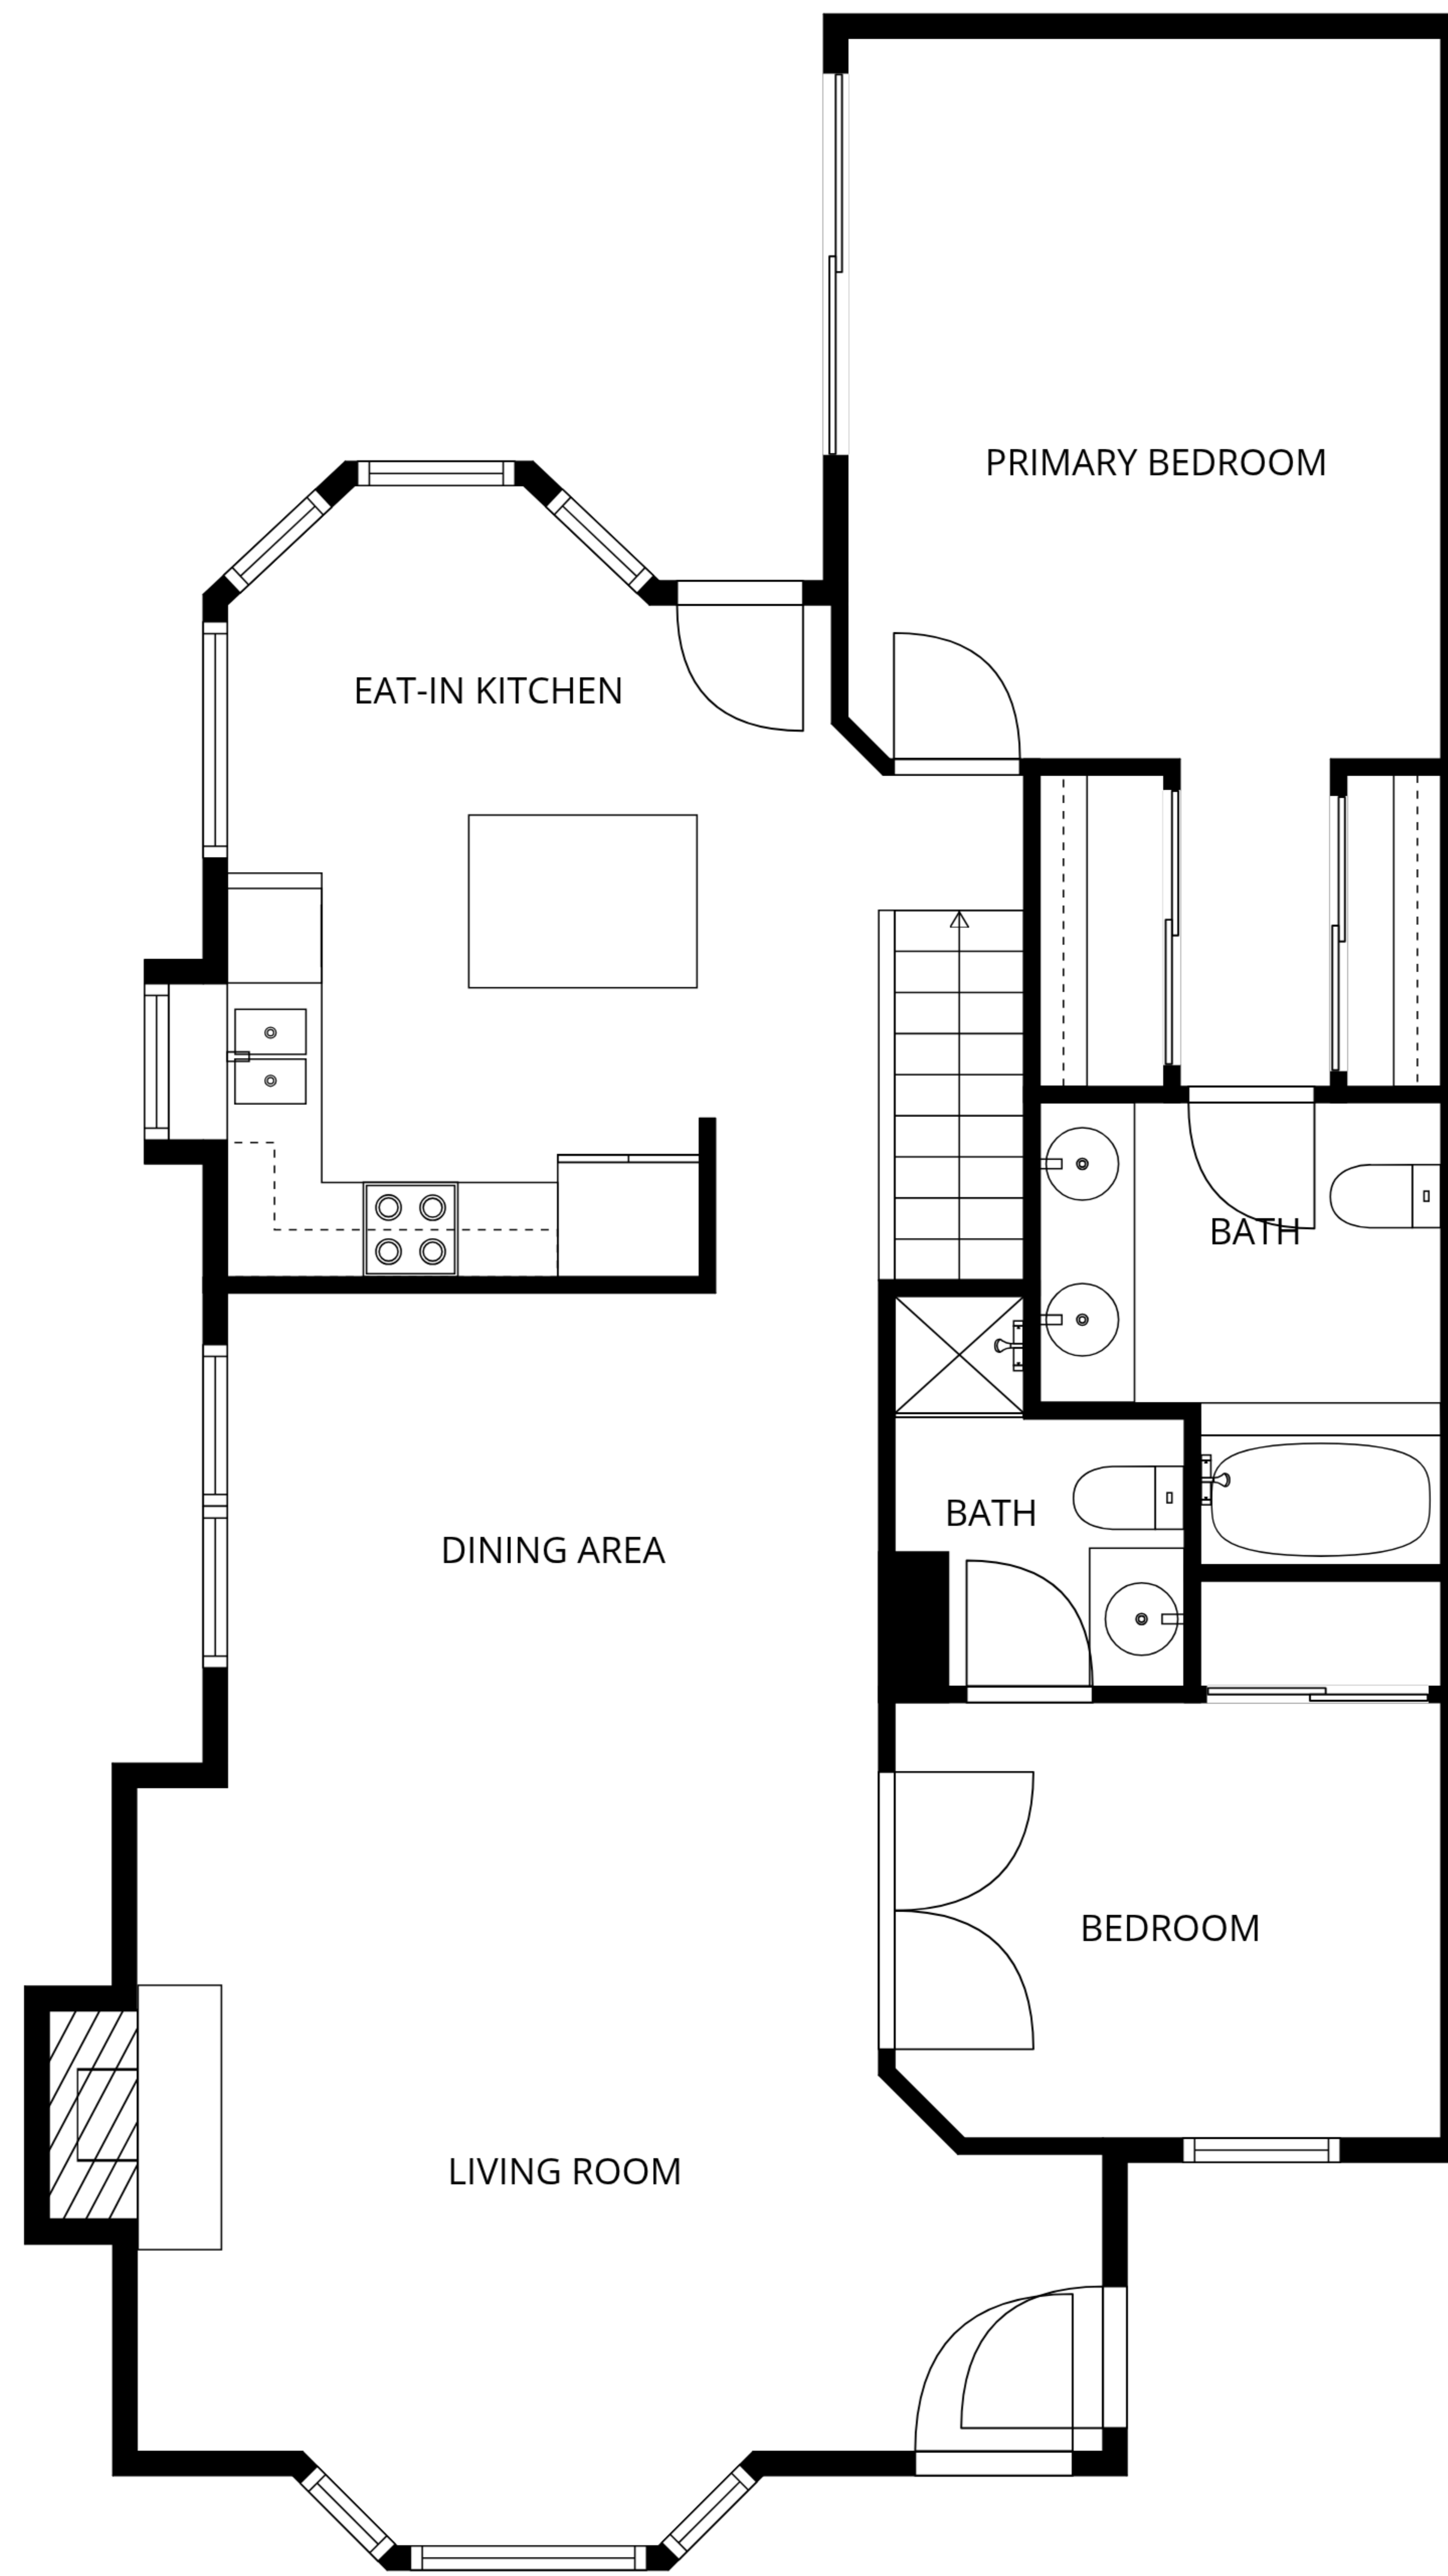 PRIMARY BEDROOM
EAT-IN KITCHEN
BATH
BATH
DINING AREA
BEDROOM
LIVING ROOM